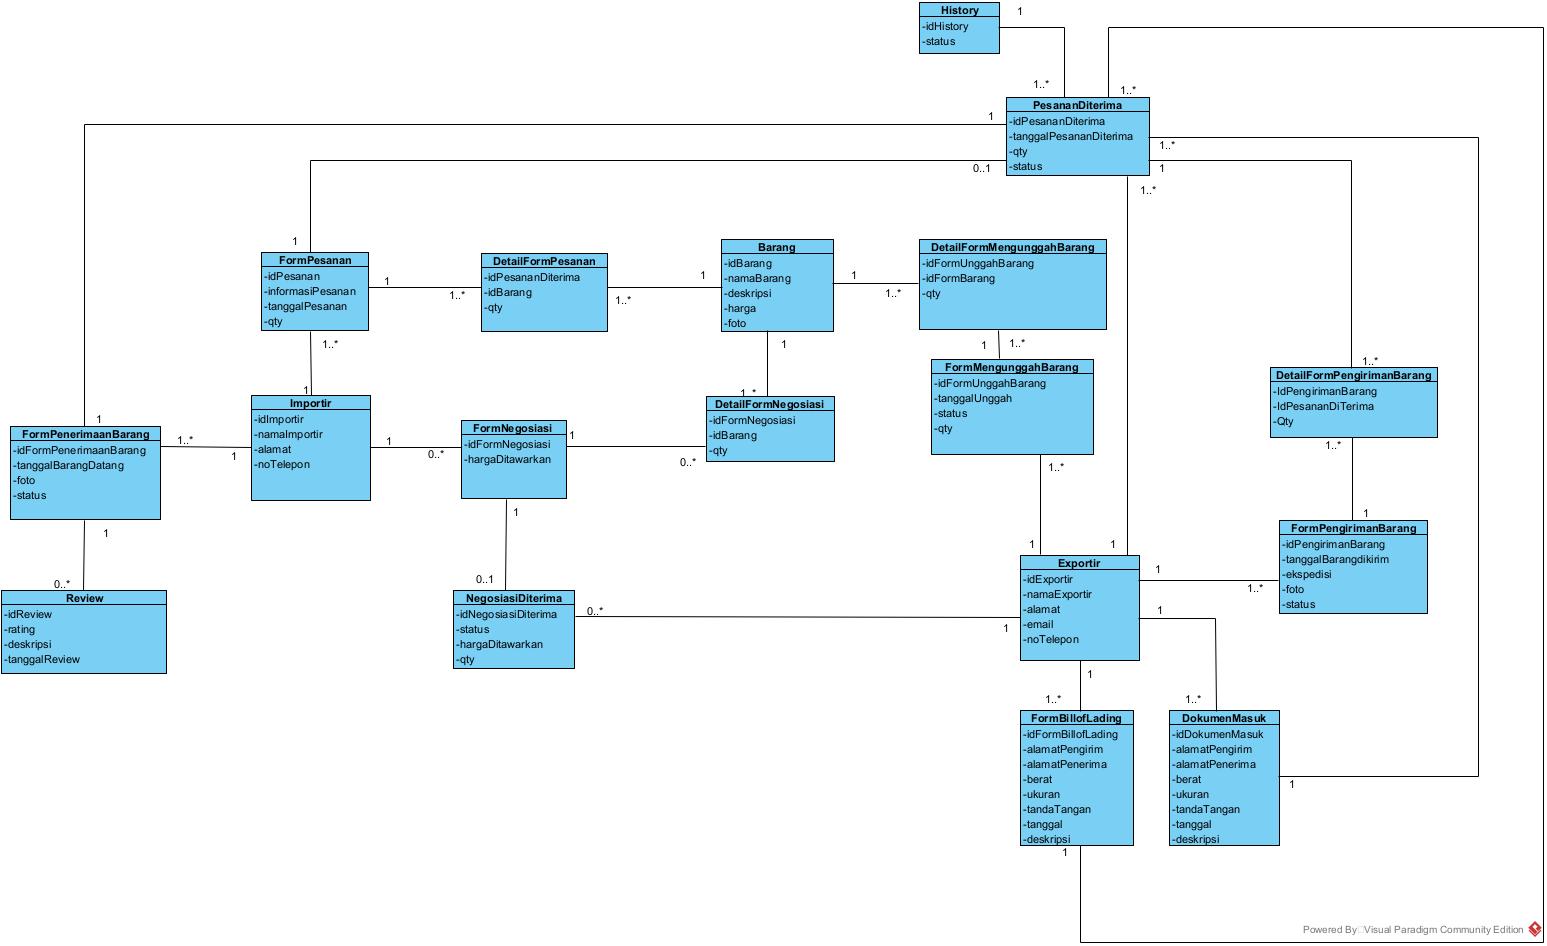 History
-idHistory
-status
1
1..*
1..*
PesananDiterima
-idPesananDiterima
-tanggalPesananDiterima
-qty
-status
1
0..1
1..*
1
1..*
1
FormPesanan
-idPesanan
-informasiPesanan
-tanggalPesanan
-qty
1
1..*
1..*
DetailFormPesanan
-idPesananDiterima
-idBarang
-qty
1..*
1
Barang
-idBarang
-namaBarang
-deskripsi
-harga
-foto
1
1
1..*
DetailFormMengunggahBarang
-idFormUnggahBarang
-idFormBarang
-qty
1
1..*
FormMengunggahBarang
-idFormUnggahBarang
-tanggalUnggah
-status
-qty
1..*
1..*
DetailFormPengirimanBarang
-IdPengirimanBarang
-IdPesananDiTerima
-Qty
1..*
1
FormPenerimaanBarang
-idFormPenerimaanBarang
-tanggalBarangDatang
-foto
-status
1..*
1
1
1
Importir
-idImportir
-namaImportir
-alamat
-noTelepon
1
0..*
FormNegosiasi
-idFormNegosiasi
-hargaDitawarkan
1
0..*
1
1..*
DetailFormNegosiasi
-idFormNegosiasi
-idBarang
-qty
0..*
Review
-idReview
-rating
-deskripsi
-tanggalReview
0..1
NegosiasiDiterima
-idNegosiasiDiterima
-status
-hargaDitawarkan
-qty
0..*
1
1
1
Exportir
-idExportir
-namaExportir
-alamat
-email
-noTelepon
1
1..*
1
1
1
FormPengirimanBarang
-idPengirimanBarang
-tanggalBarangdikirim
-ekspedisi
-foto
-status
1..*
FormBillofLading
-idFormBillofLading
-alamatPengirim
-alamatPenerima
-berat
-ukuran
-tandaTangan
-tanggal
-deskripsi
1
1..*
DokumenMasuk
-idDokumenMasuk
-alamatPengirim
-alamatPenerima
-berat
-ukuran
-tandaTangan
-tanggal
-deskripsi
1
Powered By Visual Paradigm Community Edition